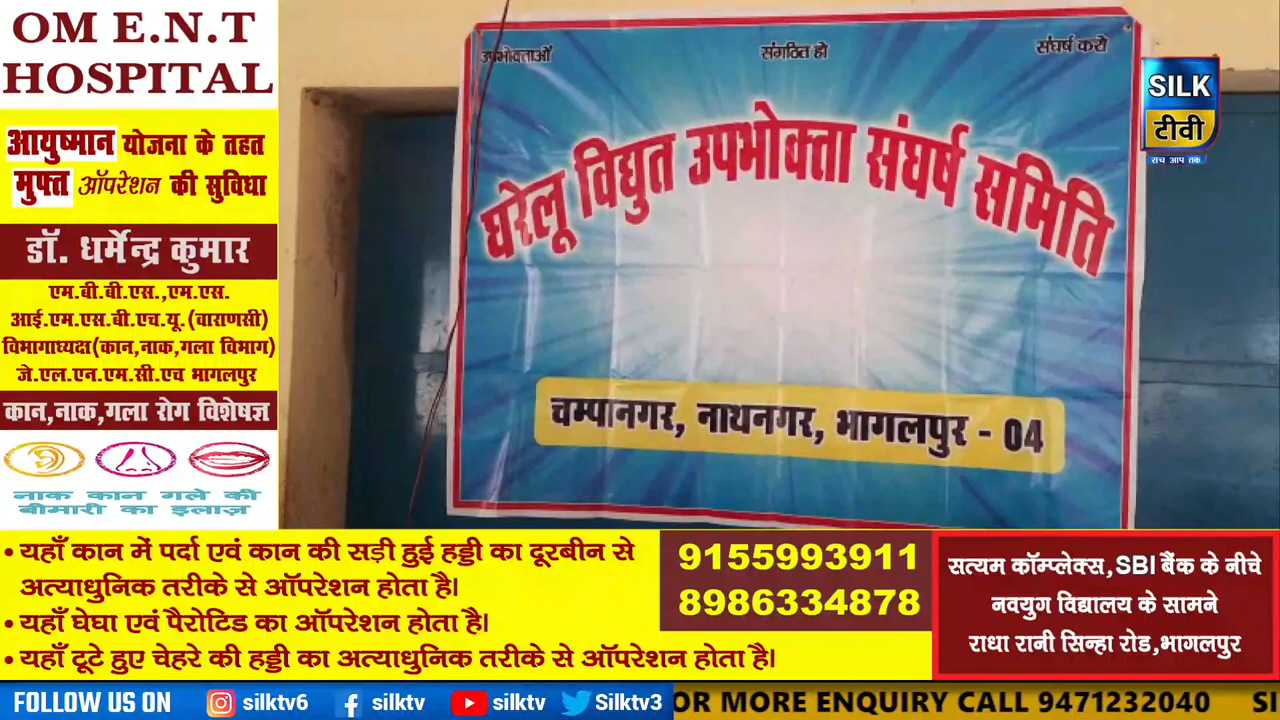 OM E.N.T
HOSPITAL
आयुष्मान योजना के तहत
मुफ्त ऑपरेशन की सुविधा
डॉ. धर्मेन्द्र कुमार
एम.बी.बी.एस.,एम.एस.
आई.एम.एस.बी.एच.यू.(वाराणसी)
विभागाध्यक्ष(कान,नाक,गला विभाग)
जे.एल.एन.एम.सी.एच भागलपुर
कान,नाक,गला रोग विशेषज्ञ
नाक कान गले की
बीमारी का इलाज़
उपभोक्ताओं संगठित हो संघर्ष करो
घरेलू विद्युत उपभोक्ता संघर्ष समिति
चम्पानगर, नाथनगर, भागलपुर - 04
SILK
टीवी
सच आप तक
• यहाँ कान में पर्दा एवं कान की सड़ी हुई हड्डी का दूरबीन से
अत्याधुनिक तरीके से ऑपरेशन होता है।
• यहाँ घेघा एवं पैरोटिड का ऑपरेशन होता है।
• यहाँ टूटे हुए चेहरे की हड्डी का अत्याधुनिक तरीके से ऑपरेशन होता है।
9155993911
8986334878
सत्यम कॉम्प्लेक्स,SBI बैंक के नीचे
नवयुग विद्यालय के सामने
राधा रानी सिन्हा रोड,भागलपुर
FOLLOW US ON silktv6 silktv silktv Silktv3 OR MORE ENQUIRY CALL 9471232040 SI